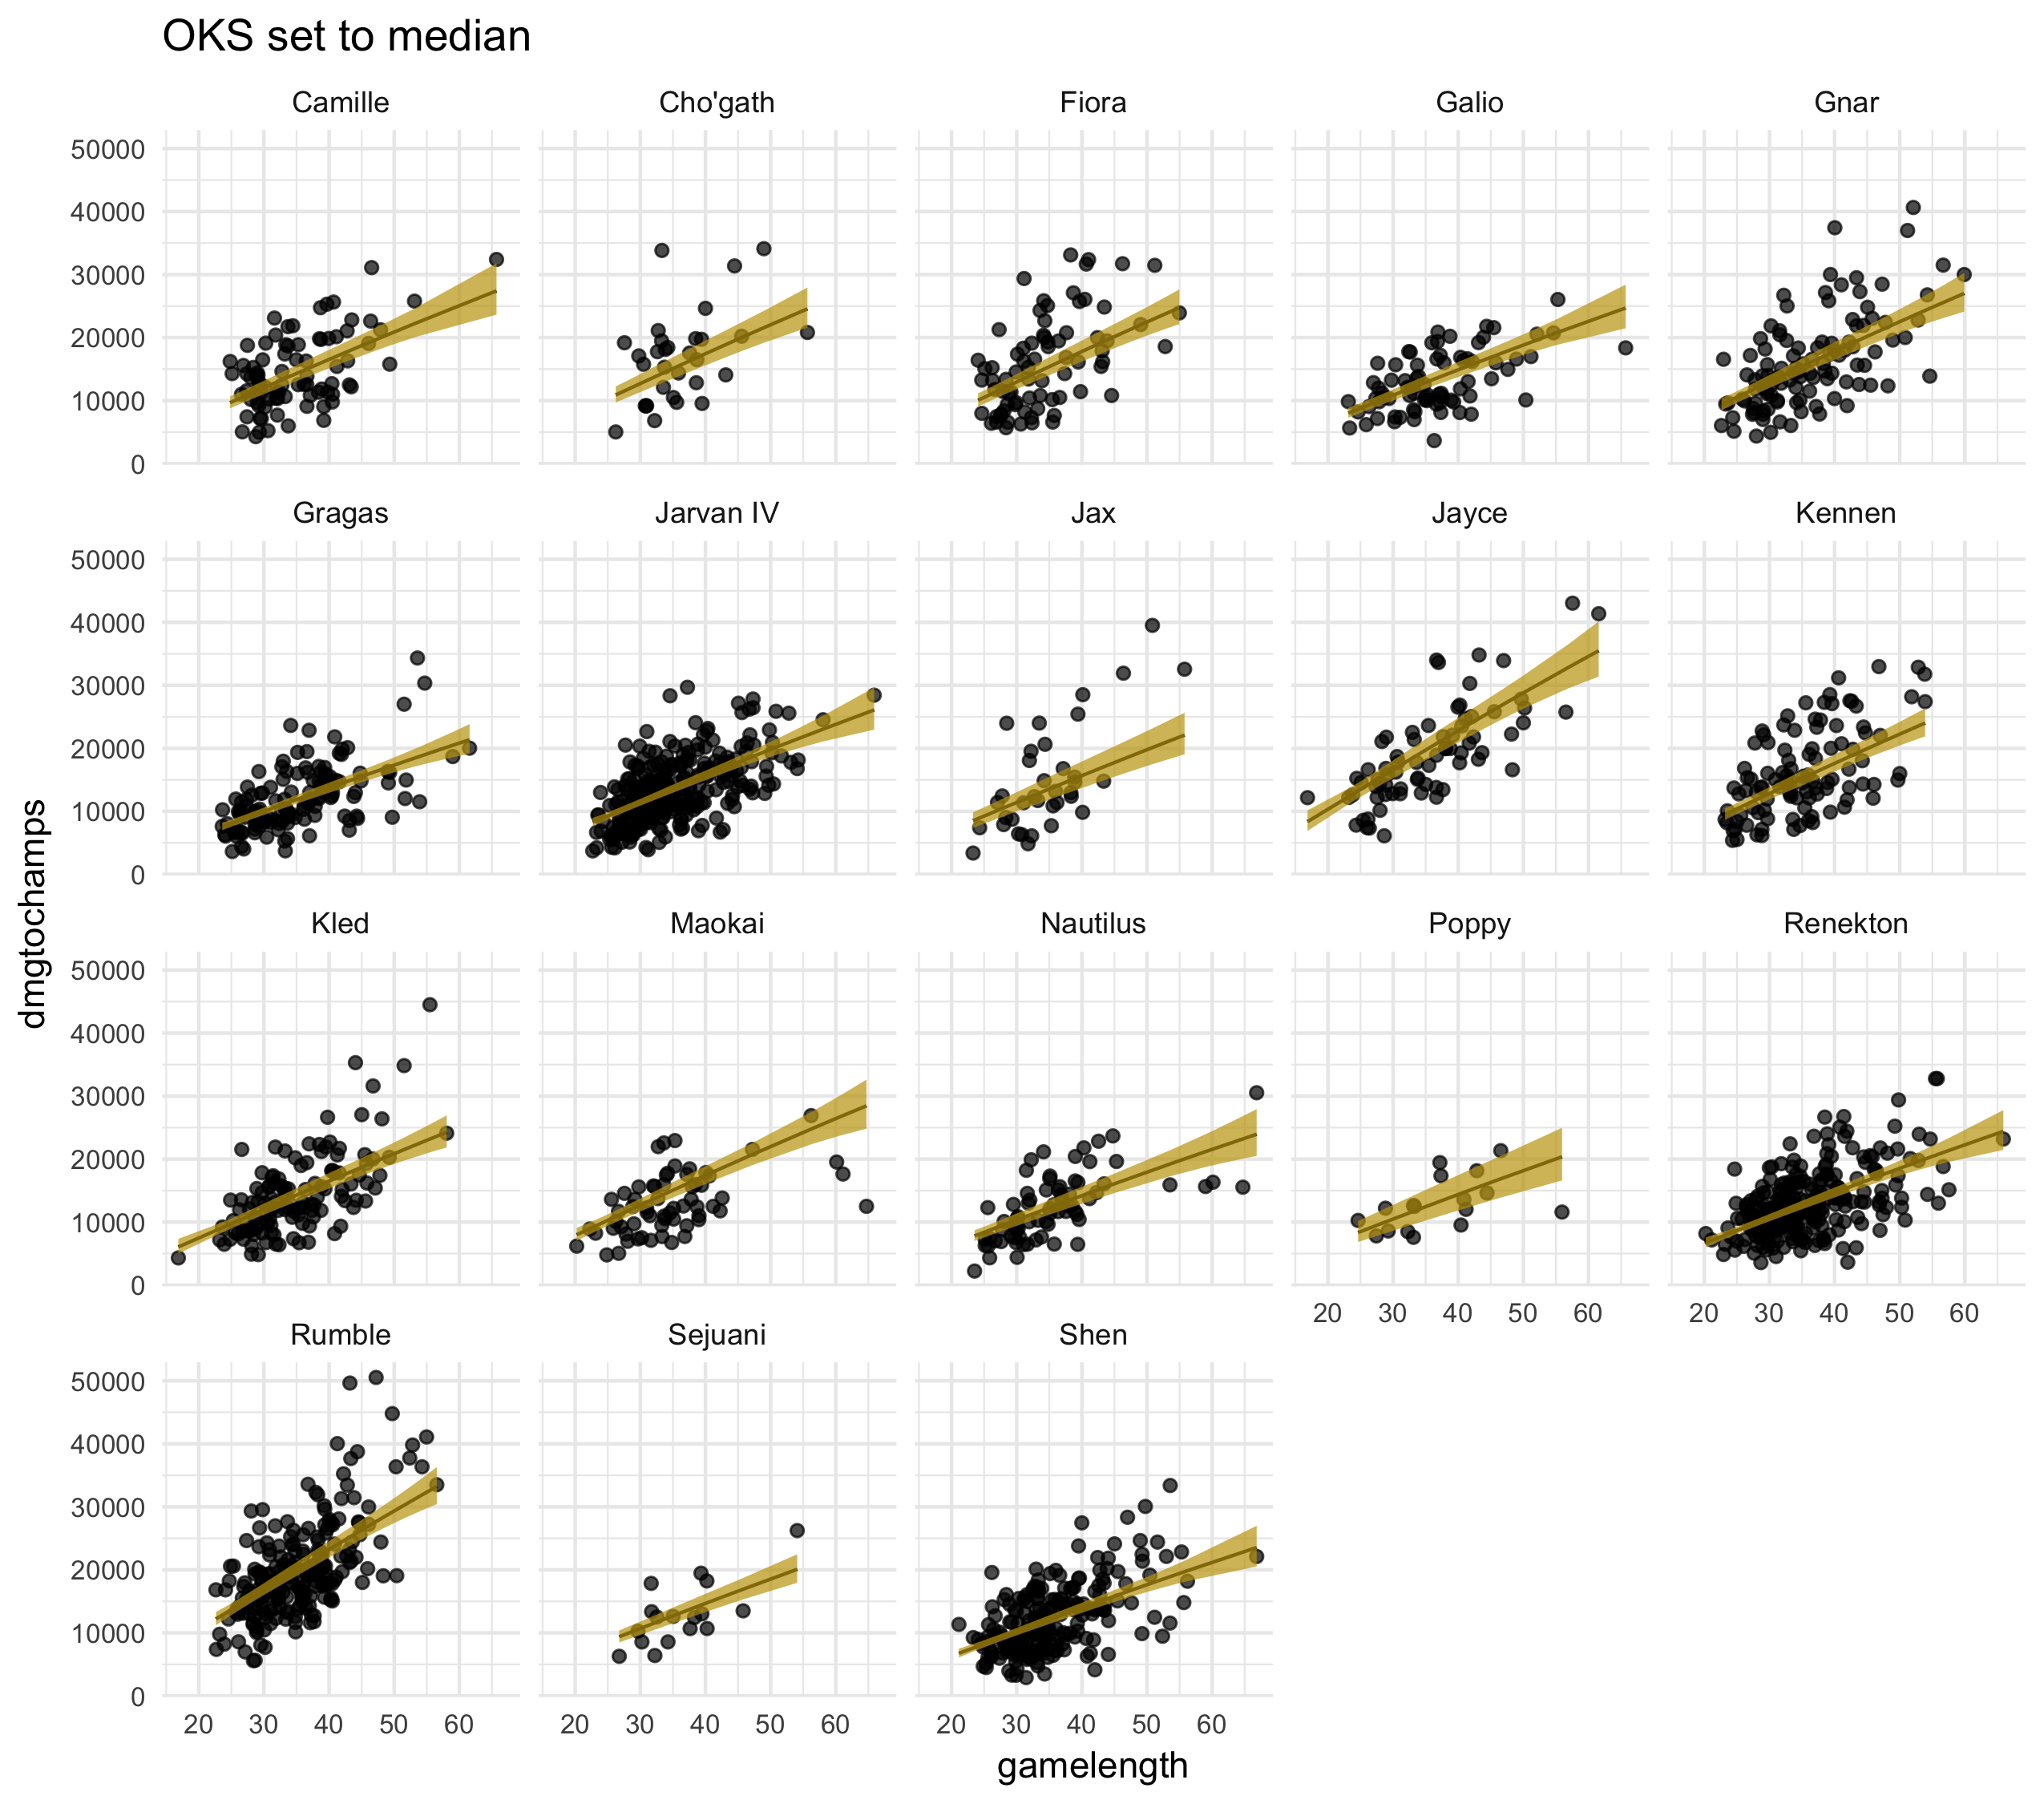 OKS set to median
Camille Cho'gath Fiora Galio Gnar
50000
40000
30000
20000
10000
0
Gragas Jarvan IV Jax Jayce Kennen
50000
40000
30000
20000
10000
0
Kled Maokai Nautilus Poppy Renekton
50000
40000
30000
20000
10000
0
20 30 40 50 60 20 30 40 50 60
Rumble Sejuani Shen
50000
40000
30000
20000
10000
0
20 30 40 50 60 20 30 40 50 60 20 30 40 50 60
gamelength
dmgtochamps